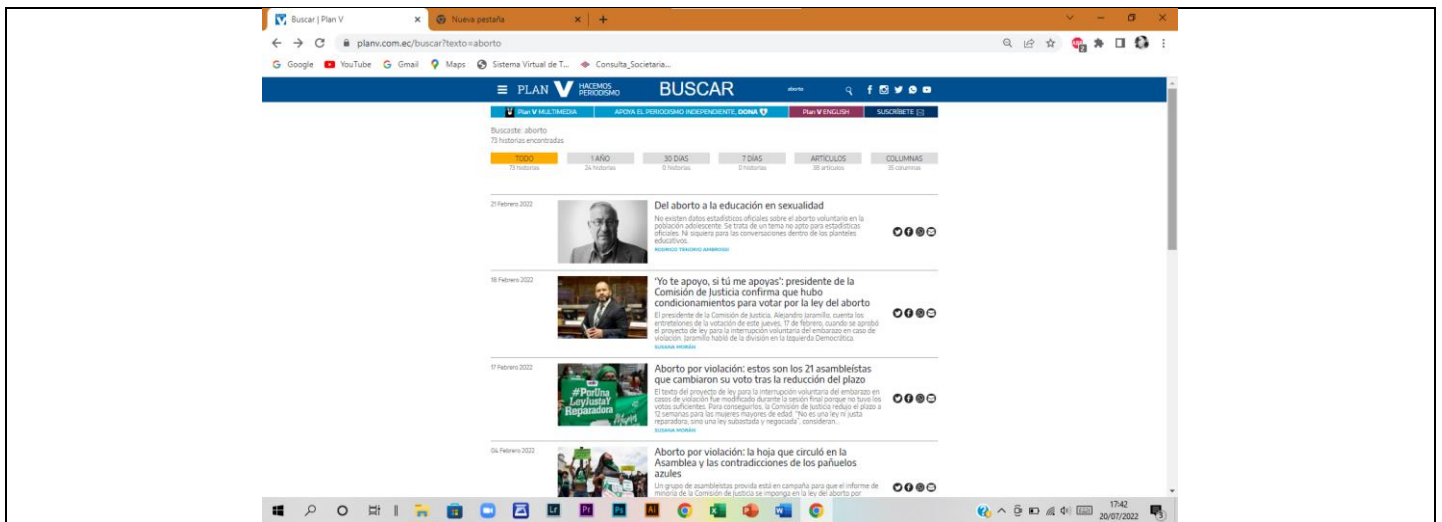 Buscar | Plan V
Nueva pestaña
planv.com.ec/buscar?texto=aborto
Google YouTube Gmail Maps Sistema Virtual de T... Consulta_Societaria...
PLAN V HACEMOS PERIODISMO BUSCAR aborto
Plan V MULTIMEDIA APOYA EL PERIODISMO INDEPENDIENTE, DONA Plan V ENGLISH SUSCRÍBETE
Buscaste: aborto
73 historias encontradas
TODO 1 AÑO 30 DÍAS 7 DÍAS ARTÍCULOS COLUMNAS
73 historias 24 historias 0 historias 0 historias 38 artículos 35 columnas
21 Febrero 2022
Del aborto a la educación en sexualidad
No existen datos estadísticos oficiales sobre el aborto voluntario en la
población adolescente. Se trata de un tema no apto para estadísticas
oficiales. Ni siquiera para las conversaciones dentro de los planteles
educativos.
RODRIGO TENORIO AMBROSSI
18 Febrero 2022
'Yo te apoyo, si tú me apoyas': presidente de la
Comisión de Justicia confirma que hubo
condicionamientos para votar por la ley del aborto
El presidente de la Comisión de Justicia, Alejandro Jaramillo, cuenta los
entretelones de la votación de este jueves, 17 de febrero, cuando se aprobó
el proyecto de ley para la interrupción voluntaria del embarazo en caso de
violación. Jaramillo habló de la división en la Izquierda Democrática
SUSANA MORÁN
17 Febrero 2022
#PorUna
LeyJustaY
Reparadora
Aborto por violación: estos son los 21 asambleístas
que cambiaron su voto tras la reducción del plazo
El texto del proyecto de ley para la interrupción voluntaria del embarazo en
casos de violación fue modificado durante la sesión final porque no tuvo los
votos suficientes. Para conseguirlos, la Comisión de Justicia redujo el plazo a
12 semanas para las mujeres mayores de edad. "No es una ley ni justa
reparadora, sino una ley subastada y negociada", consideran...
SUSANA MORÁN
04 Febrero 2022
Aborto por violación: la hoja que circuló en la
Asamblea y las contradicciones de los pañuelos
azules
Un grupo de asambleístas provida está en campaña para que el informe de
minoría de la Comisión de Justicia se imponga en la ley del aborto por
17:42
20/07/2022